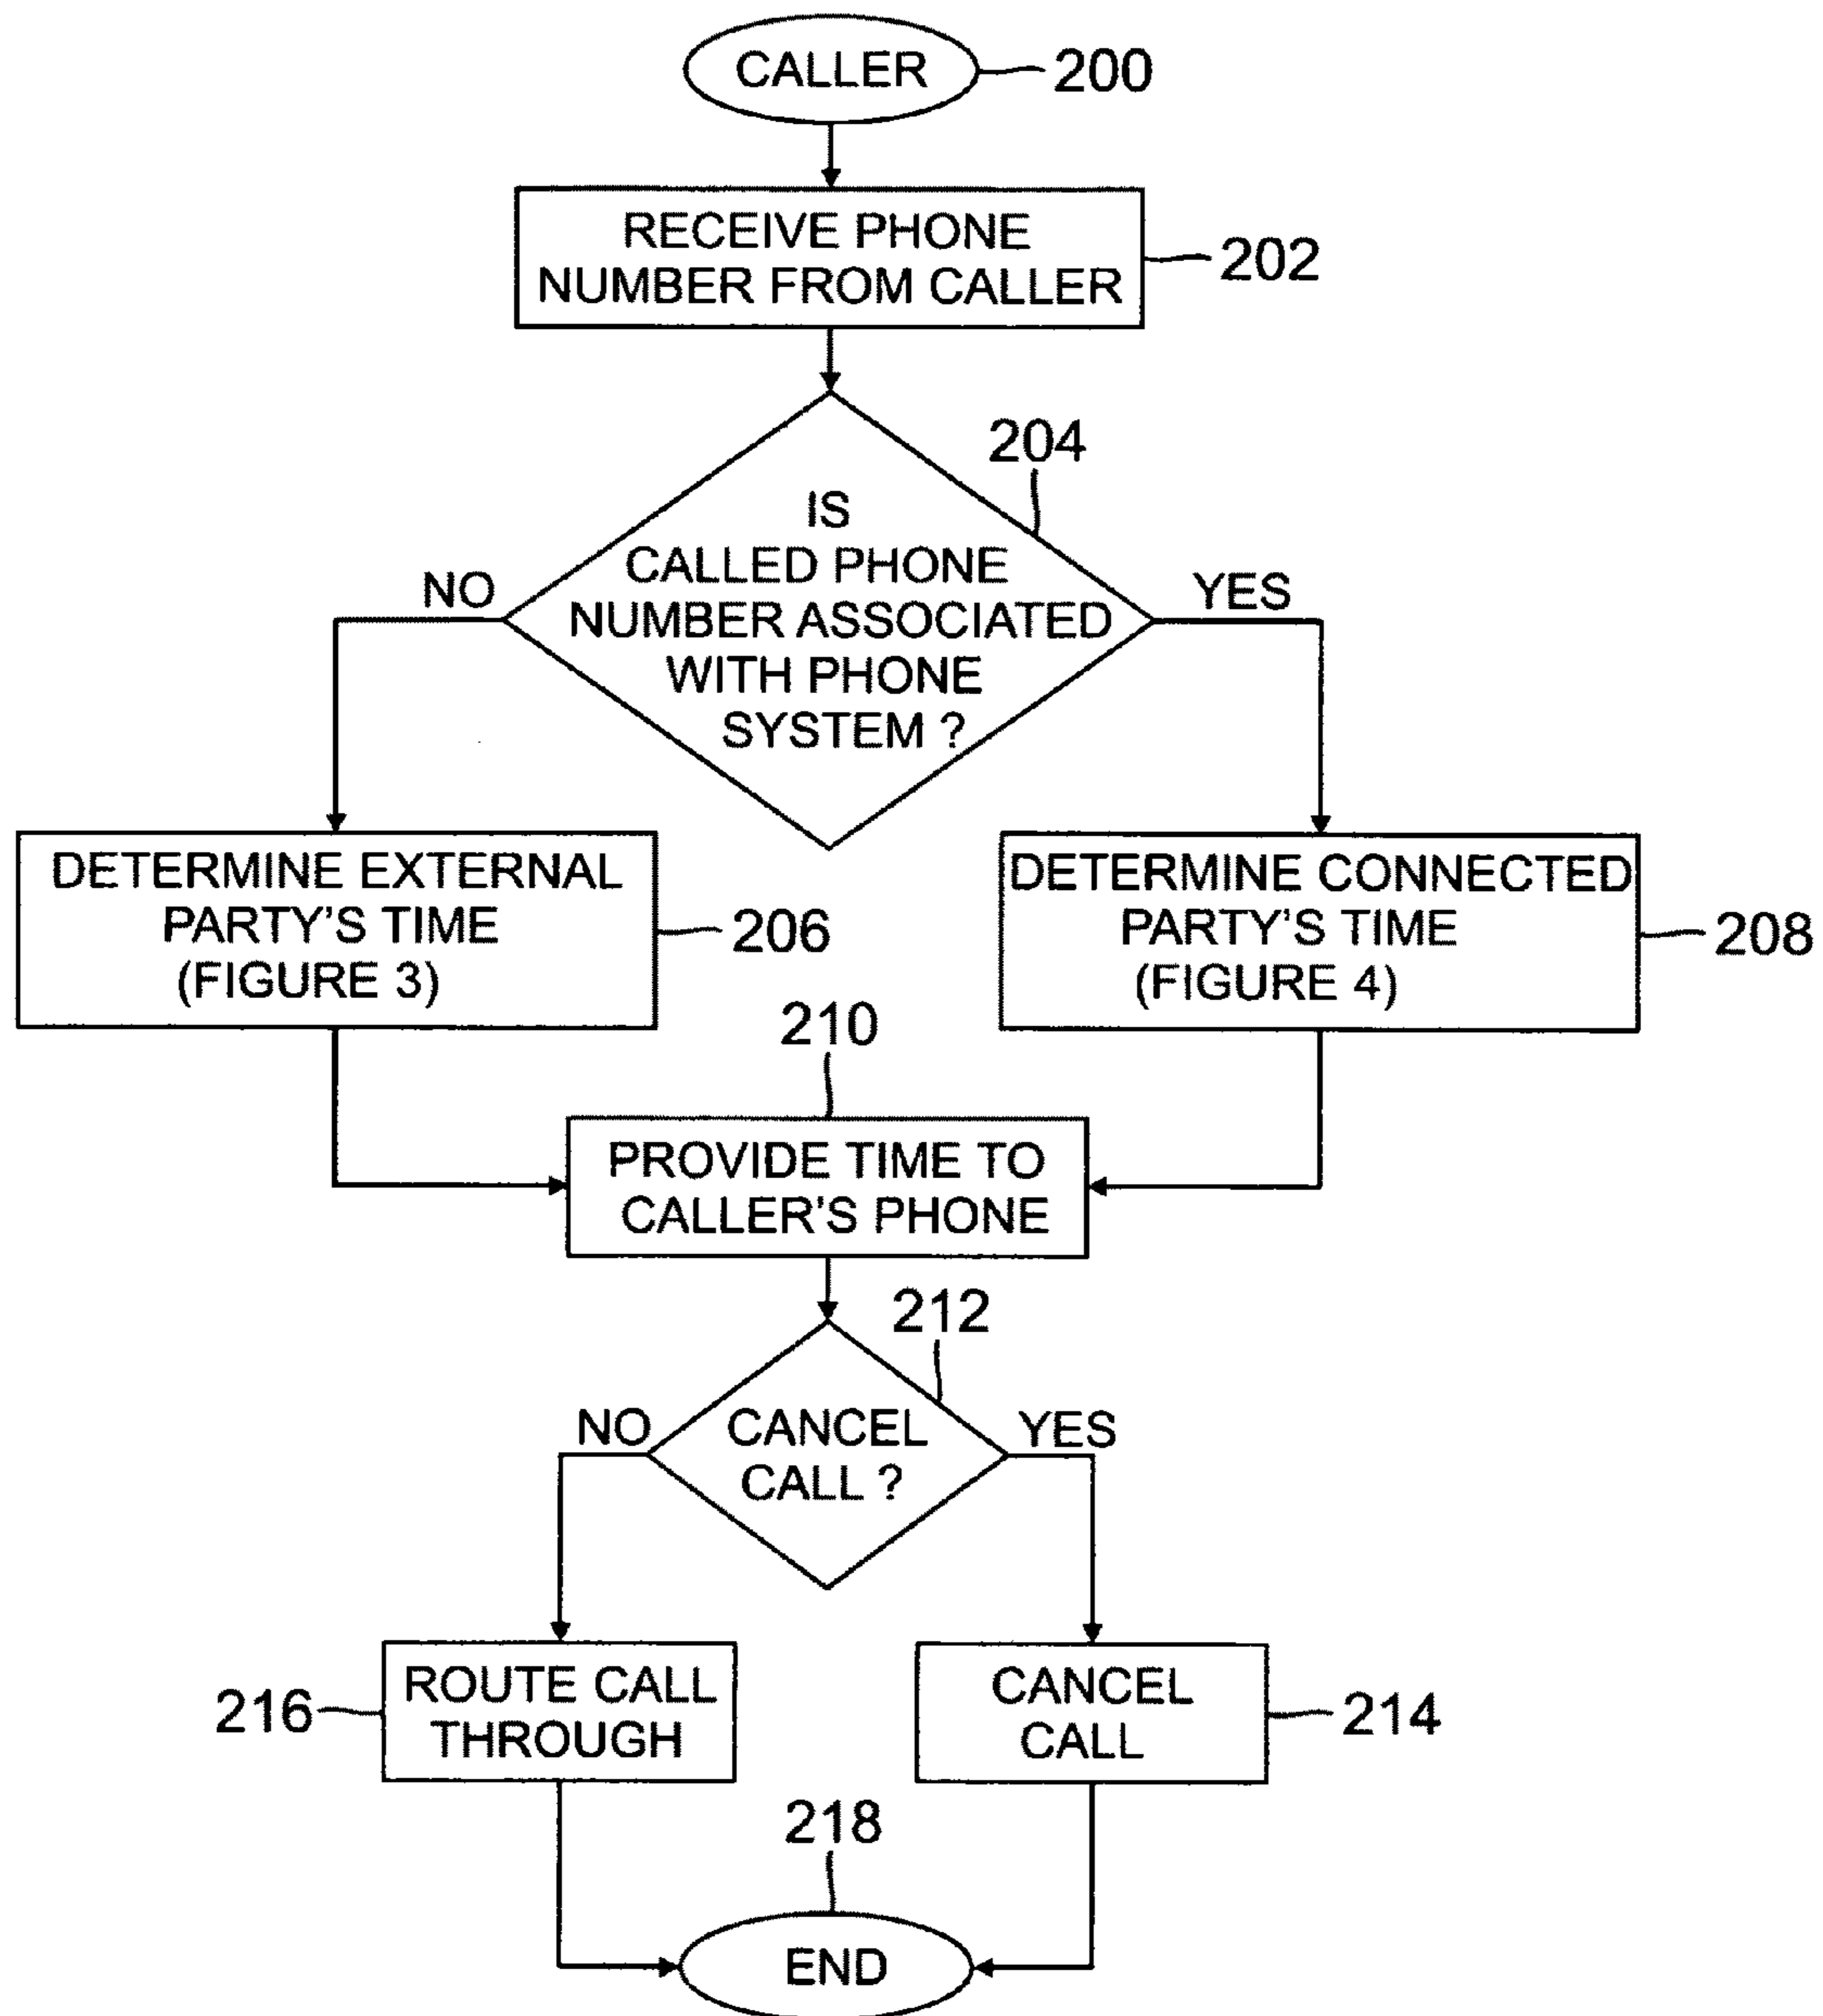 CALLER
200
RECEIVE PHONE
NUMBER FROM CALLER
202
204
IS
CALLED PHONE
NUMBER ASSOCIATED
WITH PHONE
SYSTEM ?
NO
YES
DETERMINE EXTERNAL
PARTY'S TIME
(FIGURE 3)
206
DETERMINE CONNECTED
PARTY'S TIME
(FIGURE 4)
208
210
PROVIDE TIME TO
CALLER'S PHONE
212
CANCEL
CALL ?
NO
YES
216
ROUTE CALL
THROUGH
CANCEL
CALL
214
218
END